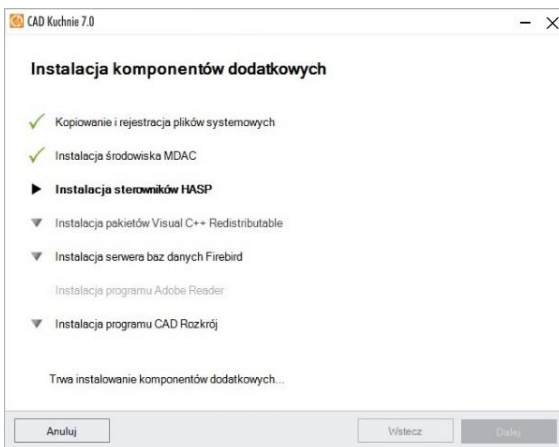 CAD Kuchnie 7.0
Instalacja komponentów dodatkowych
Kopiowanie i rejestracja plików systemowych
Instalacja środowiska MDAC
Instalacja sterowników HASP
Instalacja pakietów Visual C++ Redistributable
Instalacja serwera baz danych Firebird
Instalacja programu Adobe Reader
Instalacja programu CAD Rozkrój
Trwa instalowanie komponentów dodatkowych...
Anuluj Wstecz Dalej